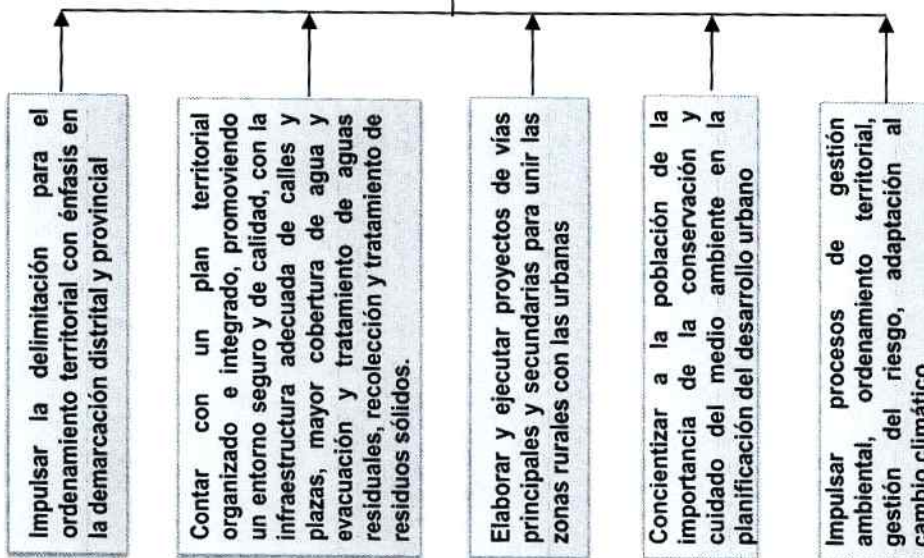 Impulsar la delimitación para el
ordenamiento territorial con énfasis en
la demarcación distrital y provincial
Contar con un plan territorial
organizado e integrado, promoviendo
un entorno seguro y de calidad, con la
infraestructura adecuada de calles y
plazas, mayor cobertura de agua y
evacuación y tratamiento de aguas
residuales, recolección y tratamiento de
residuos sólidos.
Elaborar y ejecutar proyectos de vías
principales y secundarias para unir las
zonas rurales con las urbanas
Concientizar a la población de la
importancia de la conservación y
cuidado del medio ambiente en la
planificación del desarrollo urbano
Impulsar procesos de gestión
ambiental, ordenamiento territorial,
gestión del riesgo, adaptación al
cambio climático